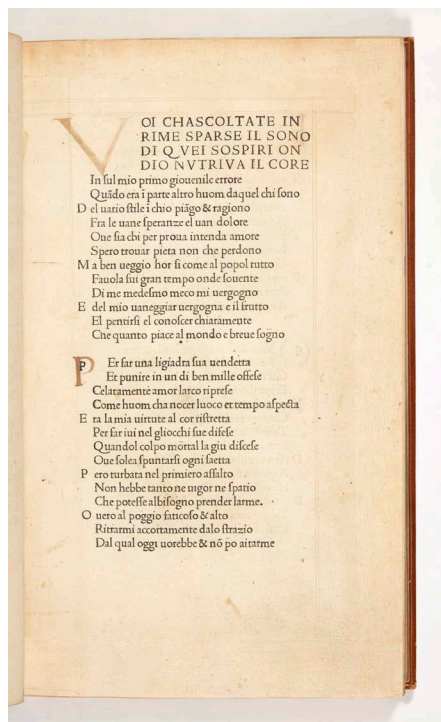 VOI CHASCOLTATE IN
RIME SPARSE IL SONO
DI QVEI SOSPIRI ON
DIO NVTRIVA IL CORE
In sul mio primo giouenile errore
Quãdo era ĩ parte altro huom daquel chi sono
D el uario stile ĩ chio piãgo & ragiono
Fra le uane speranze el uan dolore
Oue sia chi per proua intenda amore
Spero trouar pieta non che perdono
M a ben ueggio hor si come al popol tutto
Fauola fui gran tempo onde souente
Di me medesmo meco mi uergogno
E del mio uaneggiar uergogna e il frutto
El pentirsi el conoscer chiaramente
Che quanto piace al mondo e breue sogno
P Er far una ligiadra sua uendetta
Et punire in un di ben mille offese
Celatamente amor larco riprese
Come huom cha nocer luoco et tempo aspecta
E ra la mia uirtute al cor ristretta
Per far iui nel gliocchi sue difese
Quandol colpo mortal la giu discese
Oue solea spuntarsi ogni saetta
P ero turbata nel primiero assalto
Non hebbe tanto ne uigor ne spatio
Che potesse albisogno prender larme.
O uero al poggio faticoso & alto
Ritrarmi accortamente dalo strazio
Dal qual oggi uorebbe & nõ po aitarme